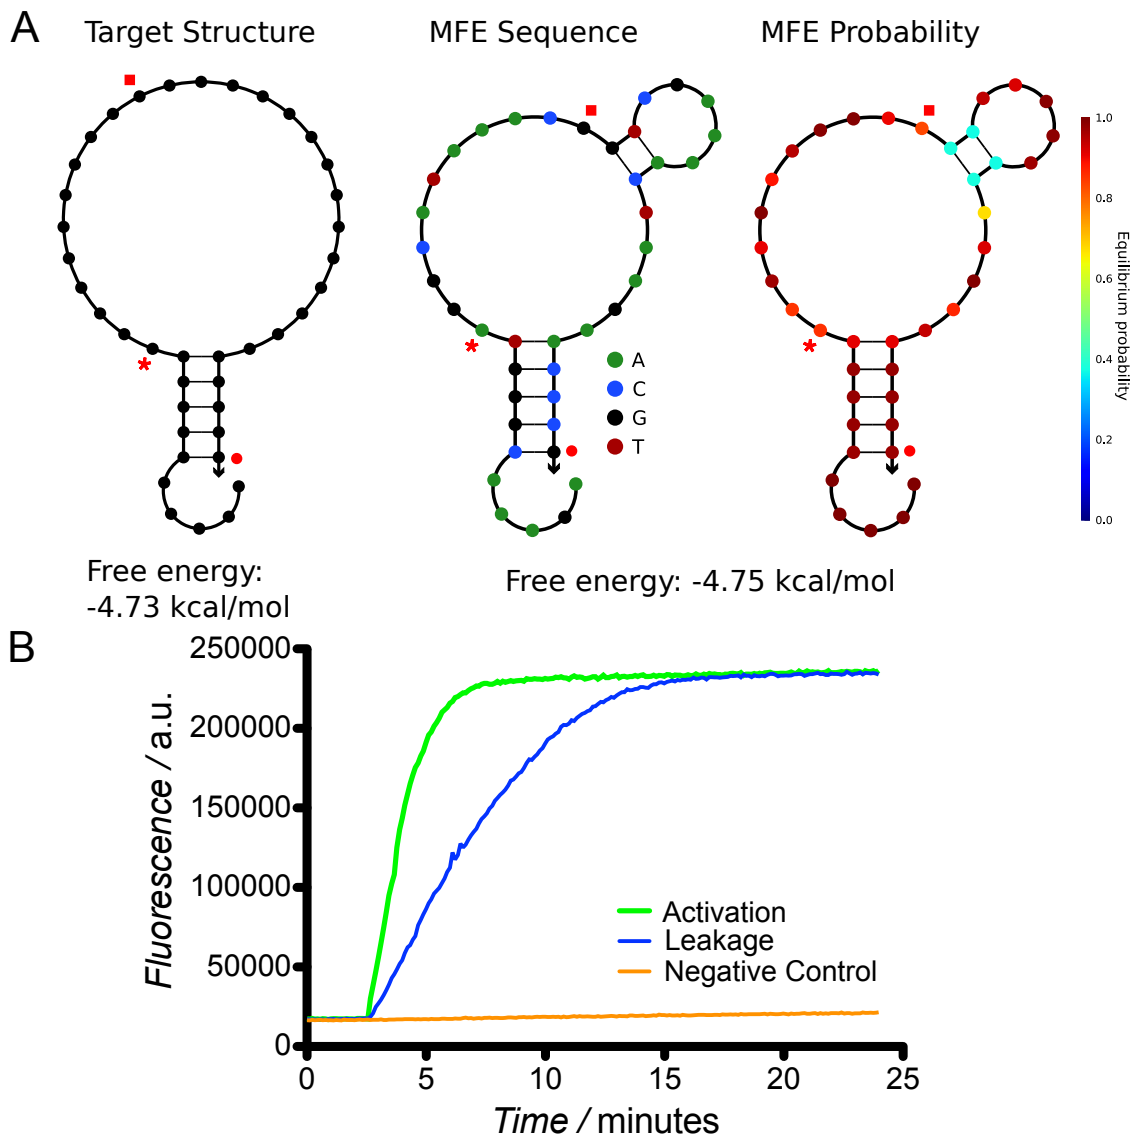 A
Target Structure
MFE Sequence
MFE Probability
*
*
*
A
C
G
T
1.0
0.8
0.6
0.4
0.2
0.0
Equilibrium probability
Free energy:
-4.73 kcal/mol
Free energy: -4.75 kcal/mol
B
250000
200000
150000
100000
50000
0
Fluorescence / a.u.
Activation
Leakage
Negative Control
0
5
10
15
20
25
Time / minutes